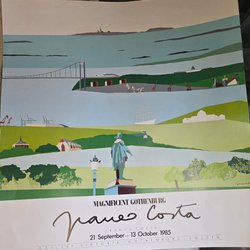 MAGNIFICENT GOTHENBURG
Franco Costa
21 September - 13 October 1985